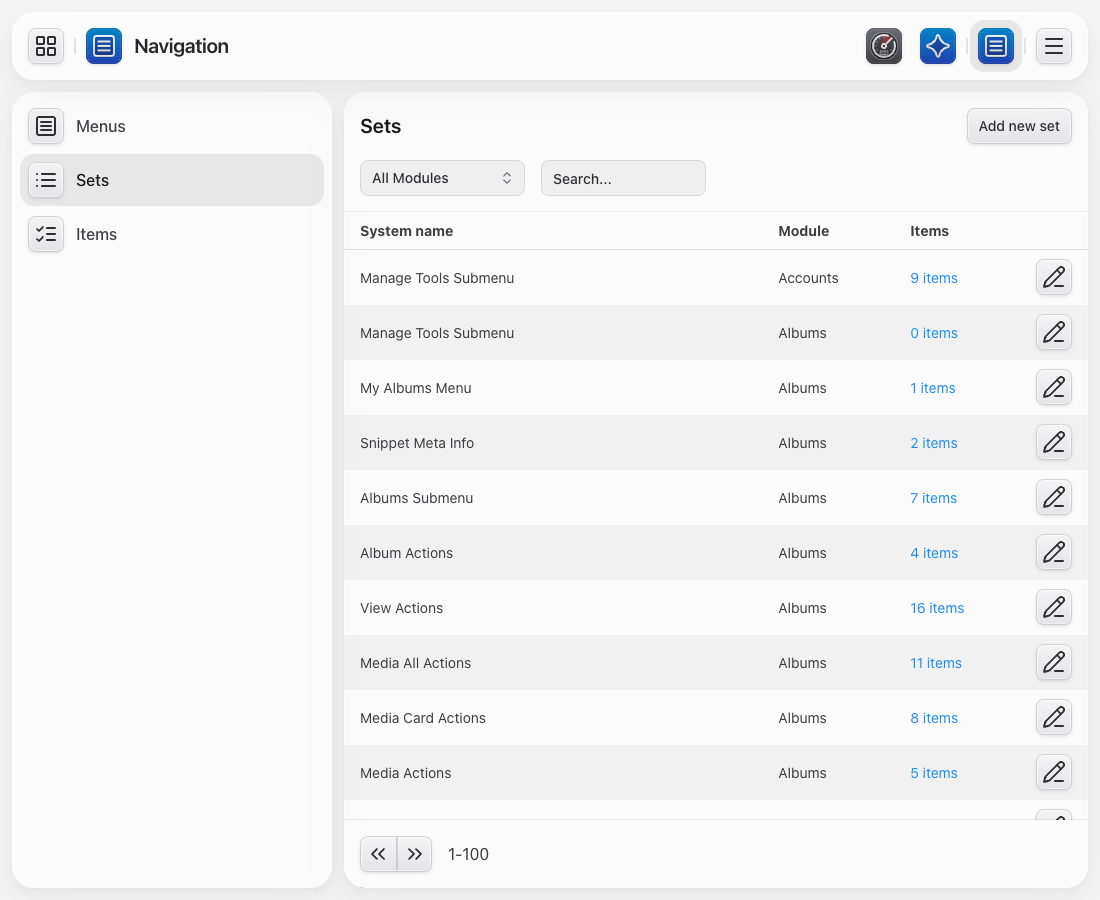 Navigation
Menus
Sets
Items
Sets
Add new set
All Modules
Search...
System name Module Items
Manage Tools Submenu Accounts 9 items
Manage Tools Submenu Albums 0 items
My Albums Menu Albums 1 items
Snippet Meta Info Albums 2 items
Albums Submenu Albums 7 items
Album Actions Albums 4 items
View Actions Albums 16 items
Media All Actions Albums 11 items
Media Card Actions Albums 8 items
Media Actions Albums 5 items
1-100